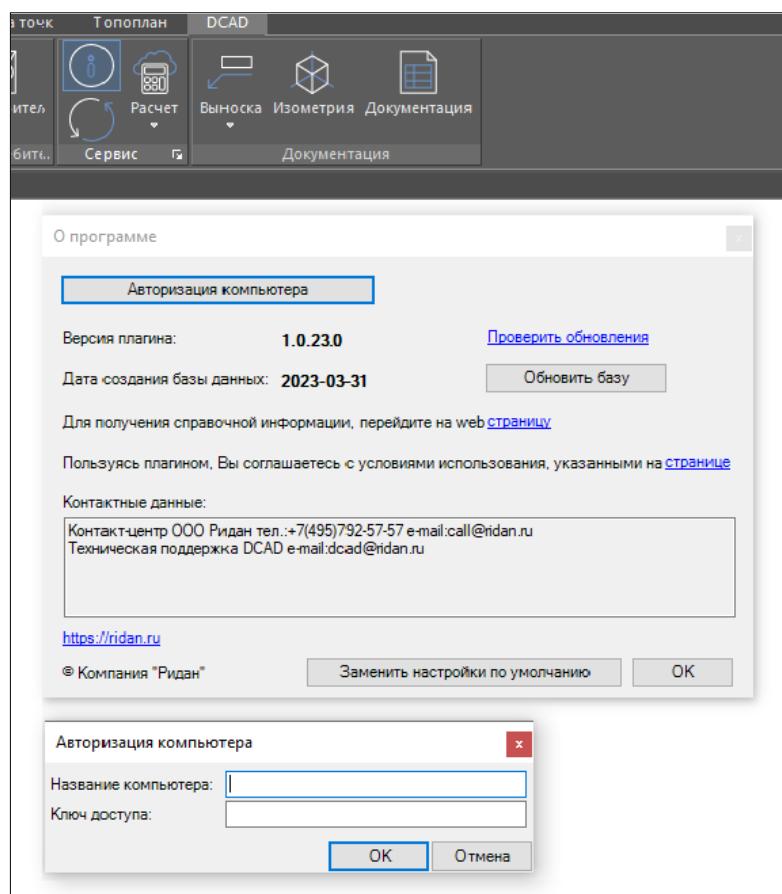 а точк Топоплан DCAD
ител Расчет Выноска Изометрия Документация
бите.. Сервис Документация
О программе
Авторизация компьютера
Версия плагина: 1.0.23.0 Проверить обновления
Дата создания базы данных: 2023-03-31 Обновить базу
Для получения справочной информации, перейдите на web страницу
Пользуясь плагином, Вы соглашаетесь с условиями использования, указанными на странице
Контактные данные:
Контакт-центр ООО Ридан тел.:+7(495)792-57-57 e-mail:call@ridan.ru
Техническая поддержка DCAD e-mail:dcad@ridan.ru
https://ridan.ru
© Компания "Ридан" Заменить настройки по умолчанию OK
Авторизация компьютера
Название компьютера:
Ключ доступа:
OK Отмена